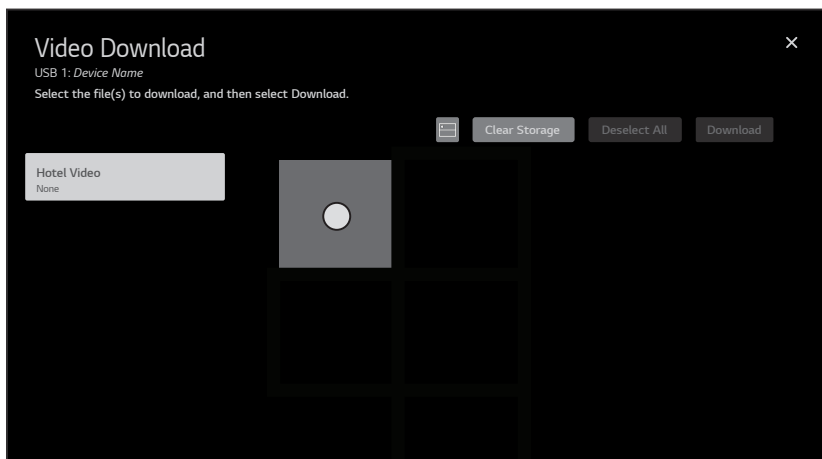 Video Download
USB 1: Device Name
Select the file(s) to download, and then select Download.
Clear Storage
Deselect All
Download
Hotel Video
None